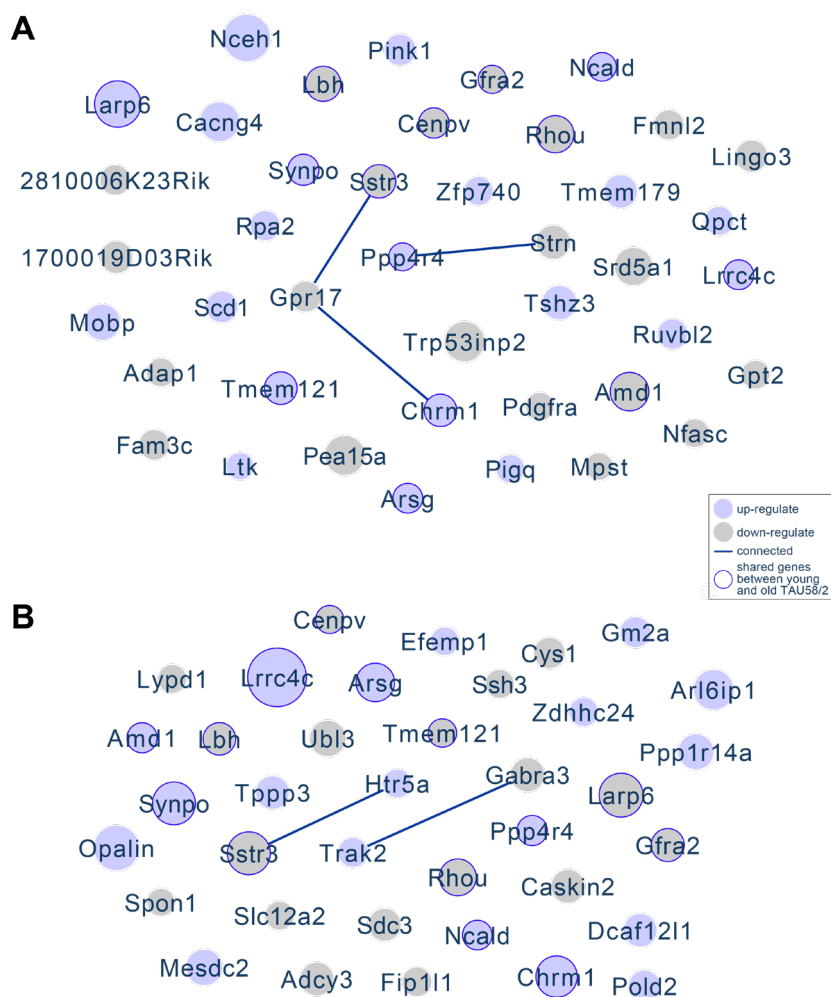 A
Nceh1
Pink1
Lbh
Gfra2
Ncald
Larp6
Cacng4
Cenpv
Rhou
Fmnl2
Lingo3
2810006K23Rik
Synpo
Sstr3
Zfp740
Tmem179
Rpa2
Qpct
1700019D03Rik
Ppp4r4
Strn
Srd5a1
Lrrc4c
Gpr17
Mobp
Scd1
Tshz3
Trp53inp2
Ruvbl2
Adap1
Tmem121
Gpt2
Chrm1
Pdgfra
Amd1
Nfasc
Fam3c
Ltk
Pea15a
Pigq
Mpst
Arsg
up-regulate
down-regulate
connected
shared genes
between young
and old TAU58/2
B
Cenpv
Efemp1
Gm2a
Lypd1
Lrrc4c
Arsg
Ssh3
Cys1
Arl6ip1
Zdhhc24
Amd1
Lbh
Ubl3
Tmem121
Ppp1r14a
Synpo
Tppp3
Htr5a
Gabra3
Larp6
Opalin
Sstr3
Trak2
Ppp4r4
Gfra2
Rhou
Caskin2
Spon1
Slc12a2
Sdc3
Ncald
Dcaf12l1
Mesdc2
Adcy3
Fip1l1
Chrm1
Pold2